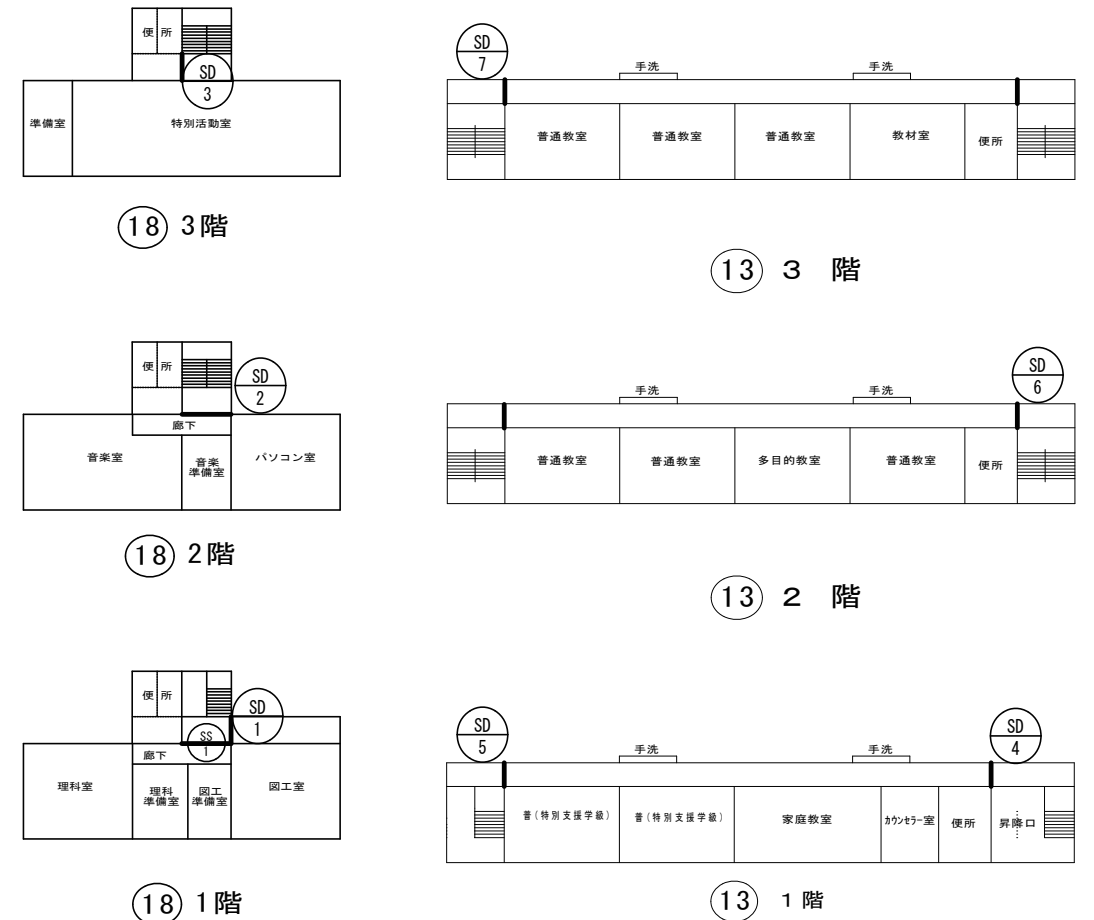 便 所
SD
3
準備室
特別活動室
18 3階
SD
7
手洗
手洗
普通教室
普通教室
普通教室
教材室
便所
13 3 階
便 所
SD
2
廊下
音楽室
音楽
準備室
パソコン室
18 2階
SD
6
手洗
手洗
普通教室
普通教室
多目的教室
普通教室
便所
13 2 階
便 所
SD
1
SS
1
廊下
理科室
理科
準備室
図工
準備室
図工室
18 1階
SD
5
SD
4
手洗
手洗
普(特別支援学級)
普(特別支援学級)
家庭教室
カウンセラー室
便所
昇降口
13 1 階